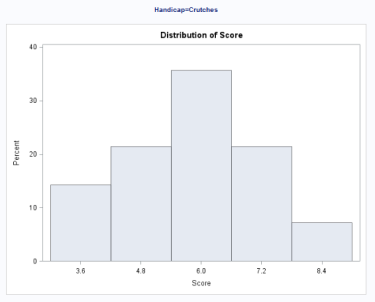 Handicap=Crutches
Distribution of Score
40
30
20
10
0
Percent
3.6 4.8 6.0 7.2 8.4
Score